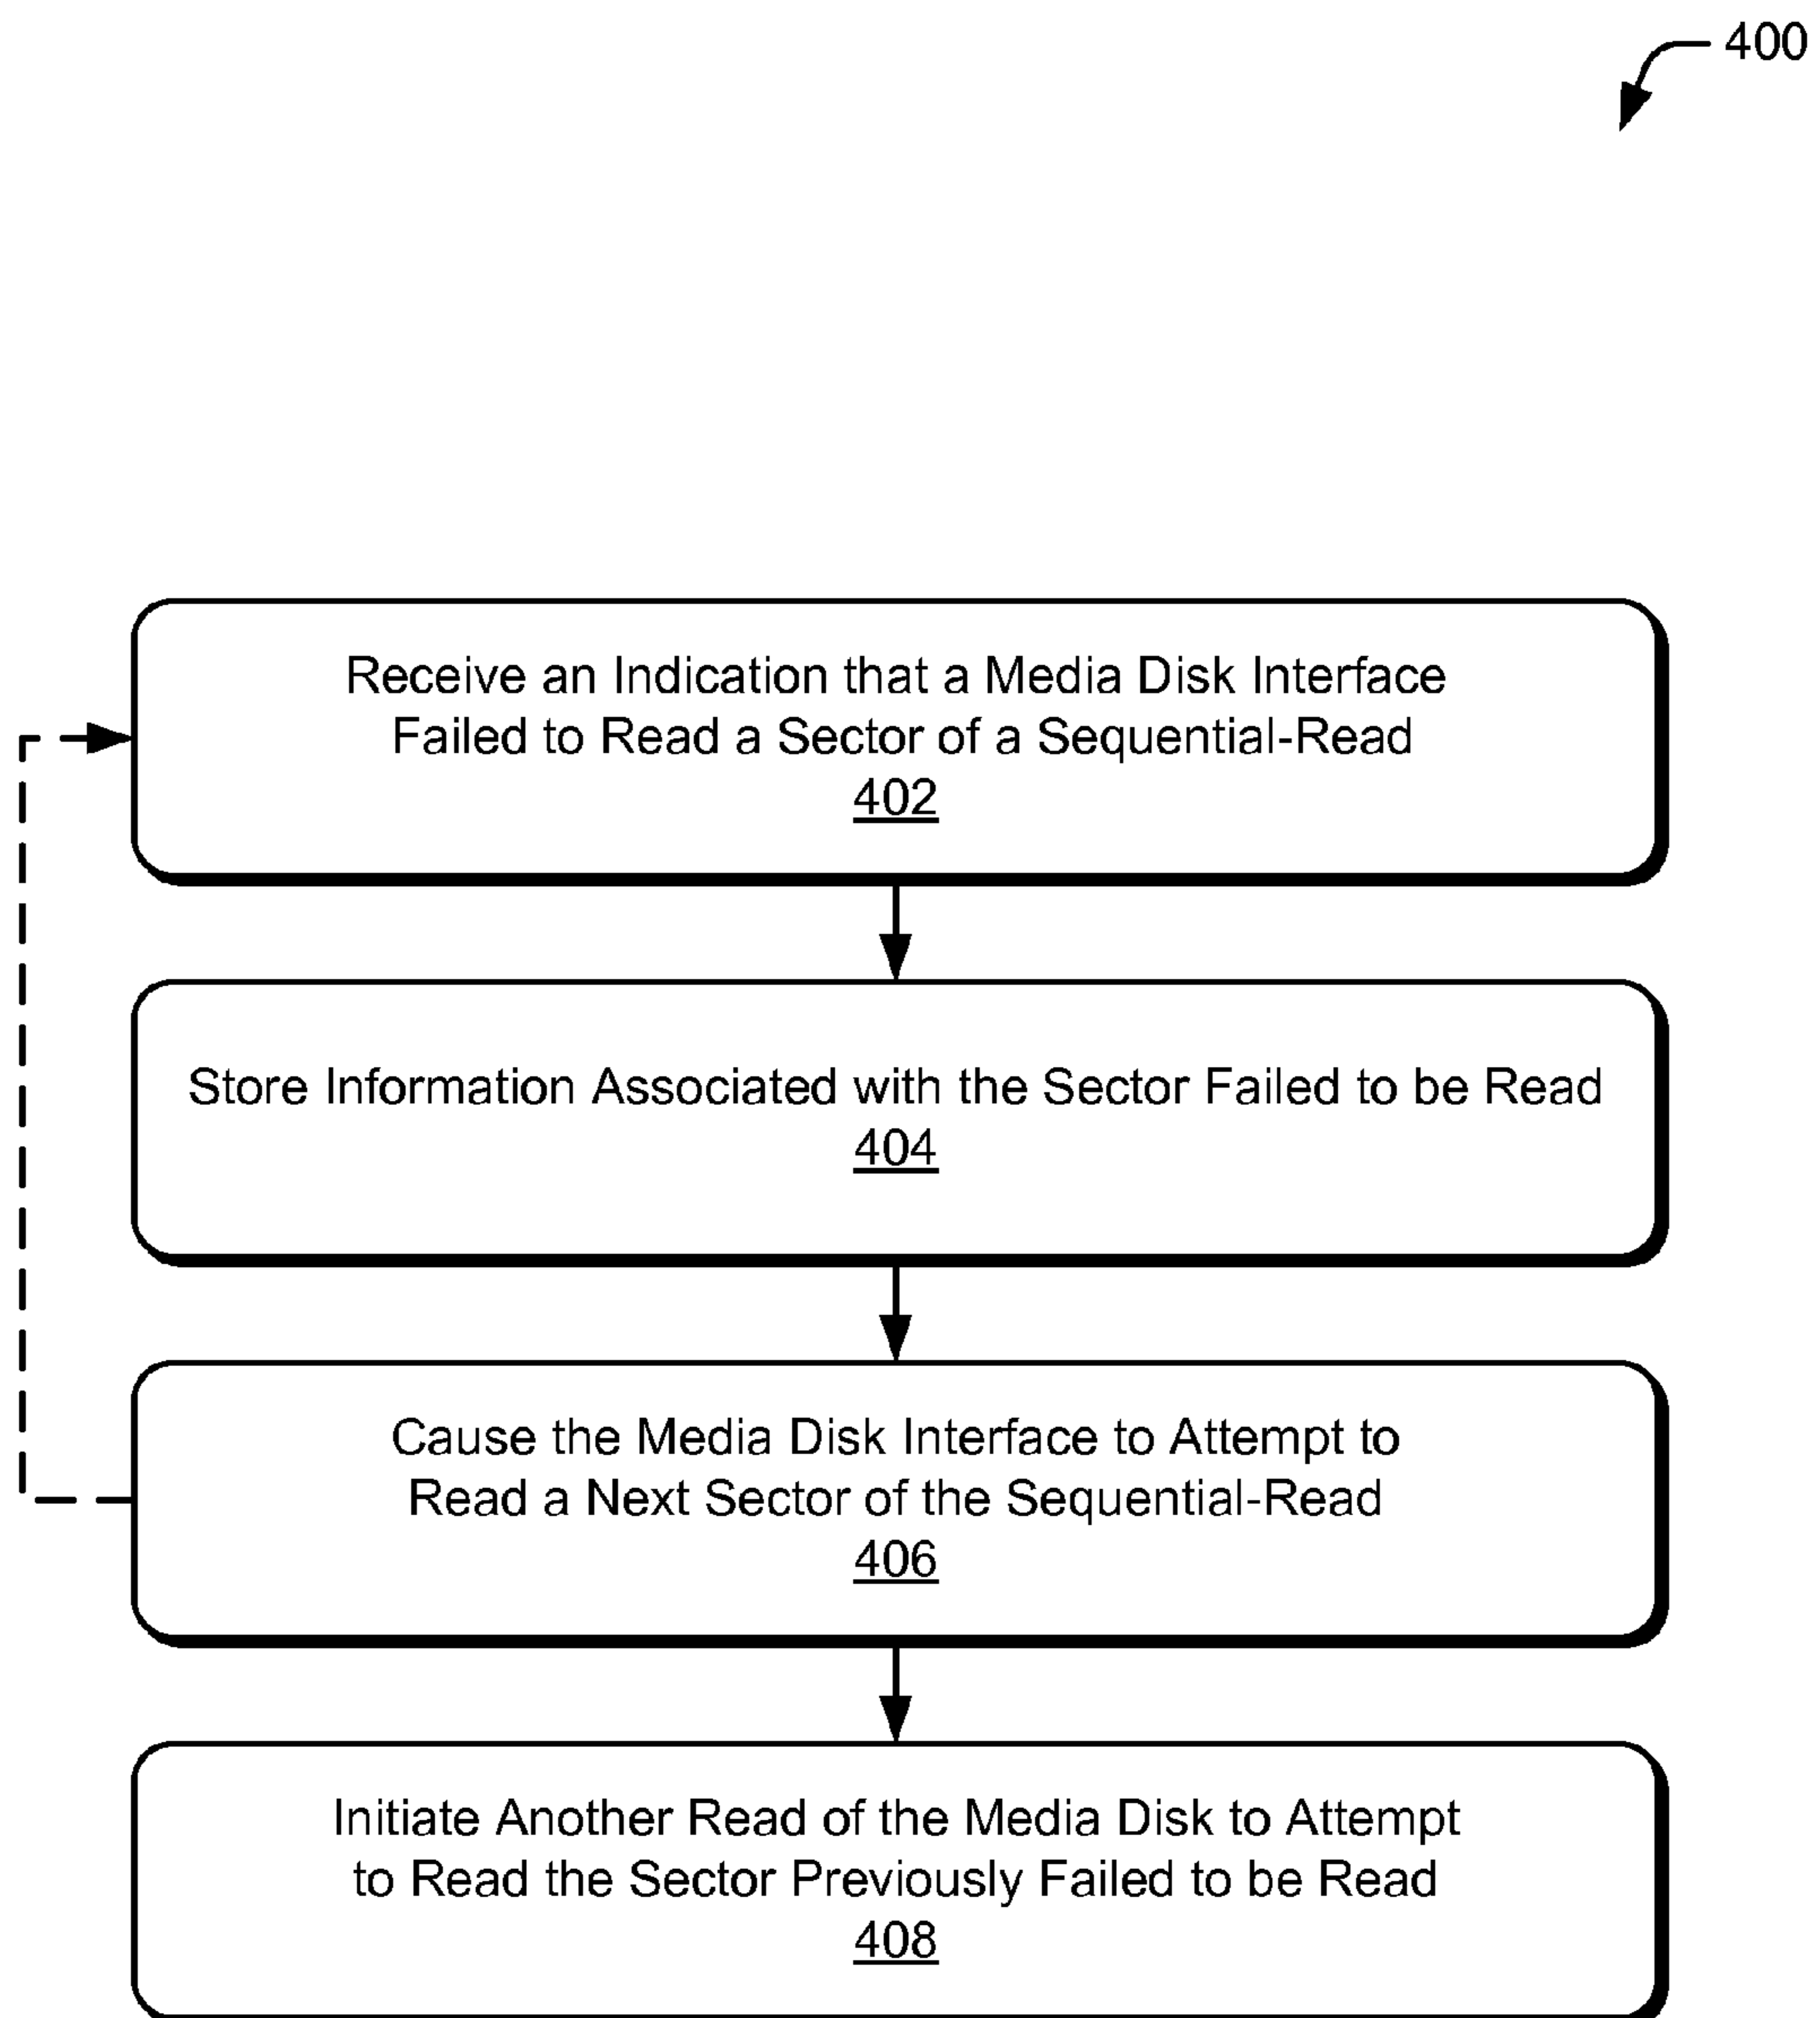 400
Receive an Indication that a Media Disk Interface
Failed to Read a Sector of a Sequential-Read
402
Store Information Associated with the Sector Failed to be Read
404
Cause the Media Disk Interface to Attempt to
Read a Next Sector of the Sequential-Read
406
Initiate Another Read of the Media Disk to Attempt
to Read the Sector Previously Failed to be Read
408